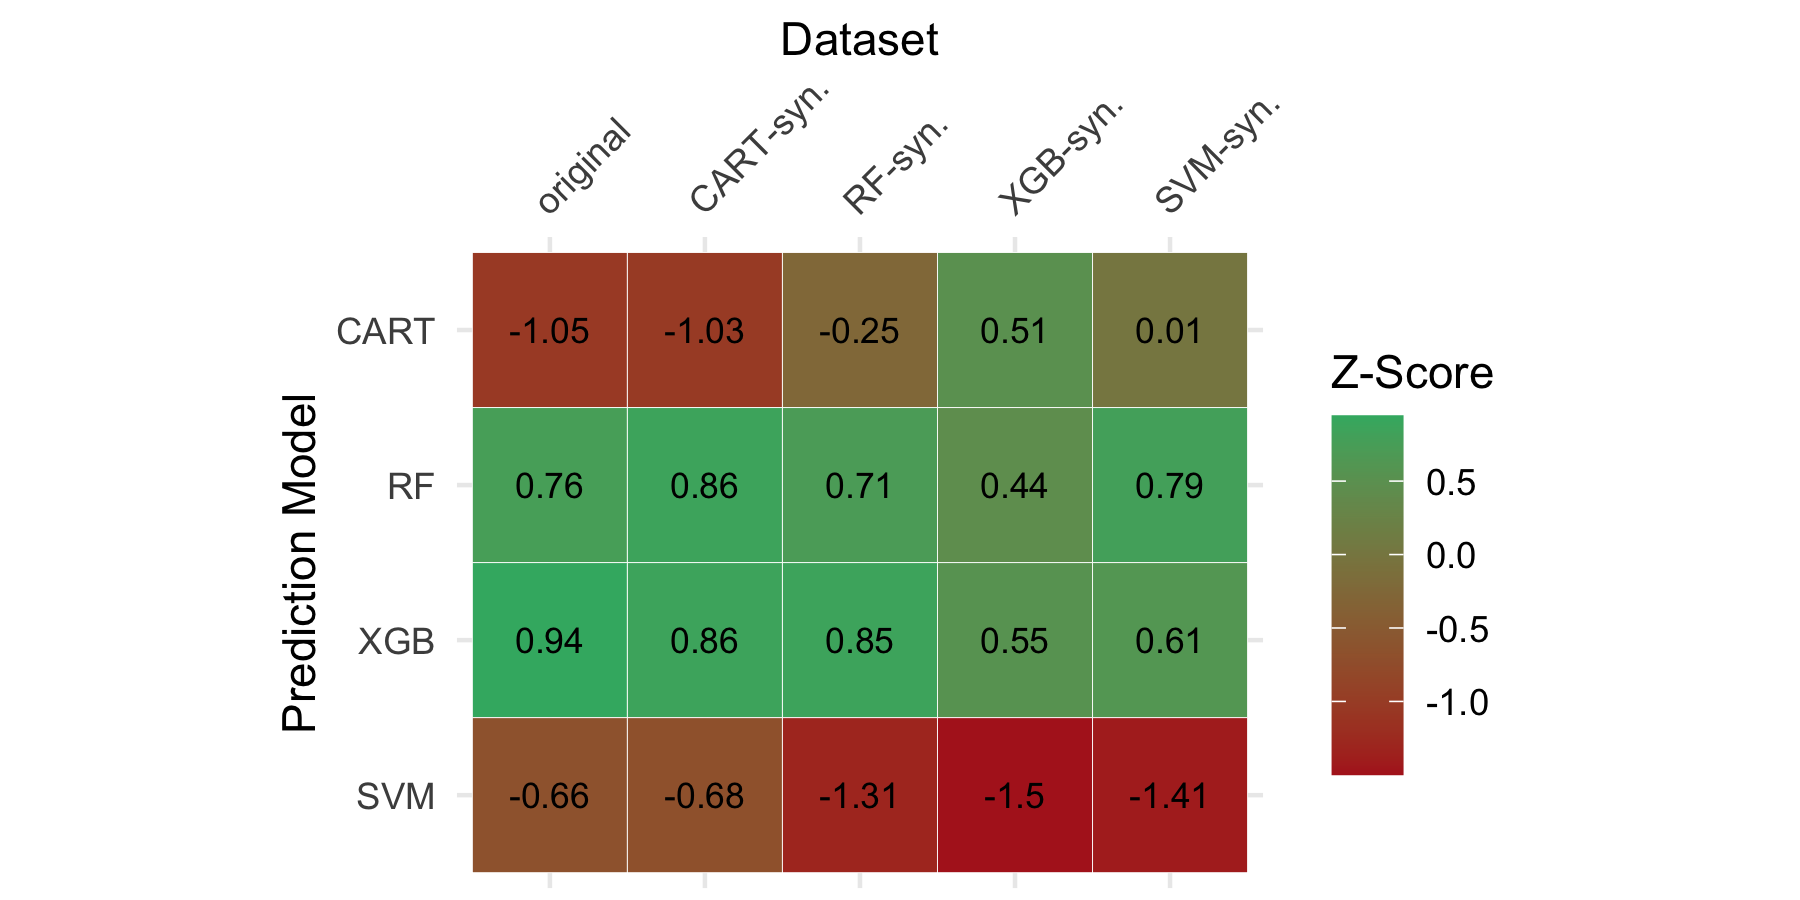 Dataset
original CART-syn. RF-syn. XGB-syn. SVM-syn.
Prediction Model
CART -1.05 -1.03 -0.25 0.51 0.01
RF 0.76 0.86 0.71 0.44 0.79
XGB 0.94 0.86 0.85 0.55 0.61
SVM -0.66 -0.68 -1.31 -1.5 -1.41
Z-Score
0.5
0.0
-0.5
-1.0